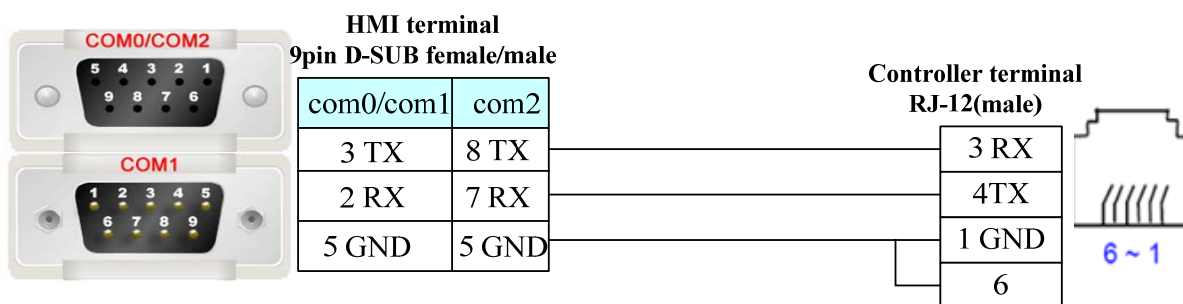 HMI terminal
9pin D-SUB female/male
COM0/COM2
5 4 3 2 1
9 8 7 6
COM1
1 2 3 4 5
6 7 8 9
com0/com1 com2
3 TX 8 TX
2 RX 7 RX
5 GND 5 GND
Controller terminal
RJ-12(male)
3 RX
4TX
1 GND
6
6 ~ 1